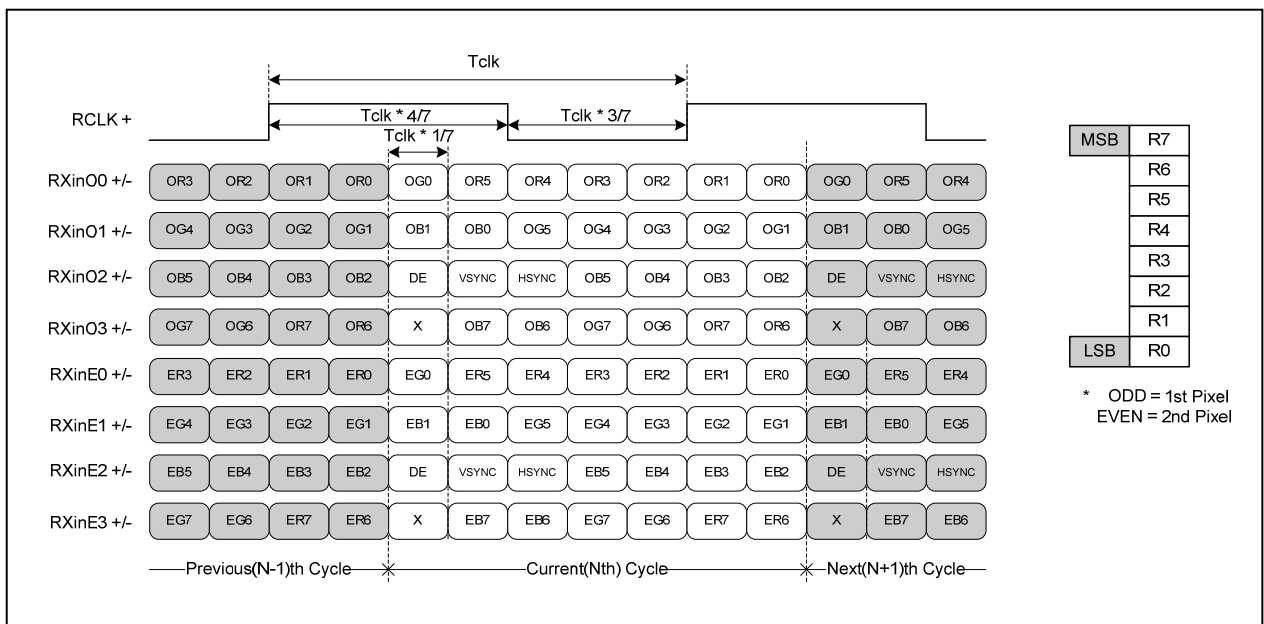 Tclk
RCLK +
Tclk * 4/7
Tclk * 3/7
Tclk * 1/7
RXinO0 +/- OR3 OR2 OR1 OR0 OG0 OR5 OR4 OR3 OR2 OR1 OR0 OG0 OR5 OR4
RXinO1 +/- OG4 OG3 OG2 OG1 OB1 OB0 OG5 OG4 OG3 OG2 OG1 OB1 OB0 OG5
RXinO2 +/- OB5 OB4 OB3 OB2 DE VSYNC HSYNC OB5 OB4 OB3 OB2 DE VSYNC HSYNC
RXinO3 +/- OG7 OG6 OR7 OR6 X OB7 OB6 OG7 OG6 OR7 OR6 X OB7 OB6
RXinE0 +/- ER3 ER2 ER1 ER0 EG0 ER5 ER4 ER3 ER2 ER1 ER0 EG0 ER5 ER4
RXinE1 +/- EG4 EG3 EG2 EG1 EB1 EB0 EG5 EG4 EG3 EG2 EG1 EB1 EB0 EG5
RXinE2 +/- EB5 EB4 EB3 EB2 DE VSYNC HSYNC EB5 EB4 EB3 EB2 DE VSYNC HSYNC
RXinE3 +/- EG7 EG6 ER7 ER6 X EB7 EB6 EG7 EG6 ER7 ER6 X EB7 EB6
Previous(N-1)th Cycle Current(Nth) Cycle Next(N+1)th Cycle
MSB R7
R6
R5
R4
R3
R2
R1
LSB R0
* ODD = 1st Pixel
EVEN = 2nd Pixel